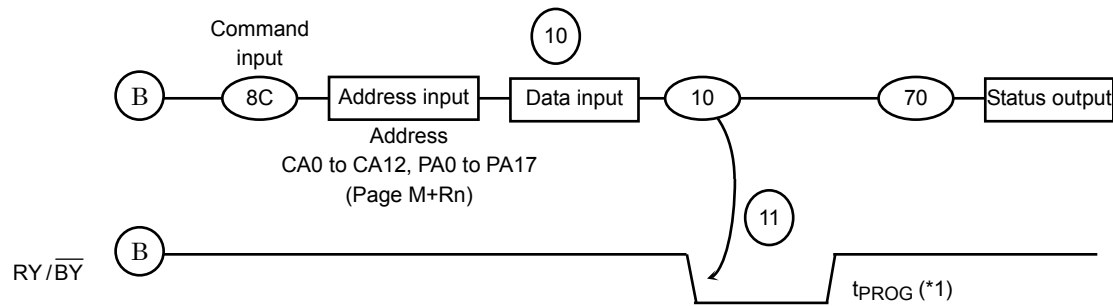 Command
input
10
B
8C
Address input
Data input
10
70
Status output
Address
CA0 to CA12, PA0 to PA17
(Page M+Rn)
11
B
RY/BY
tPROG (*1)